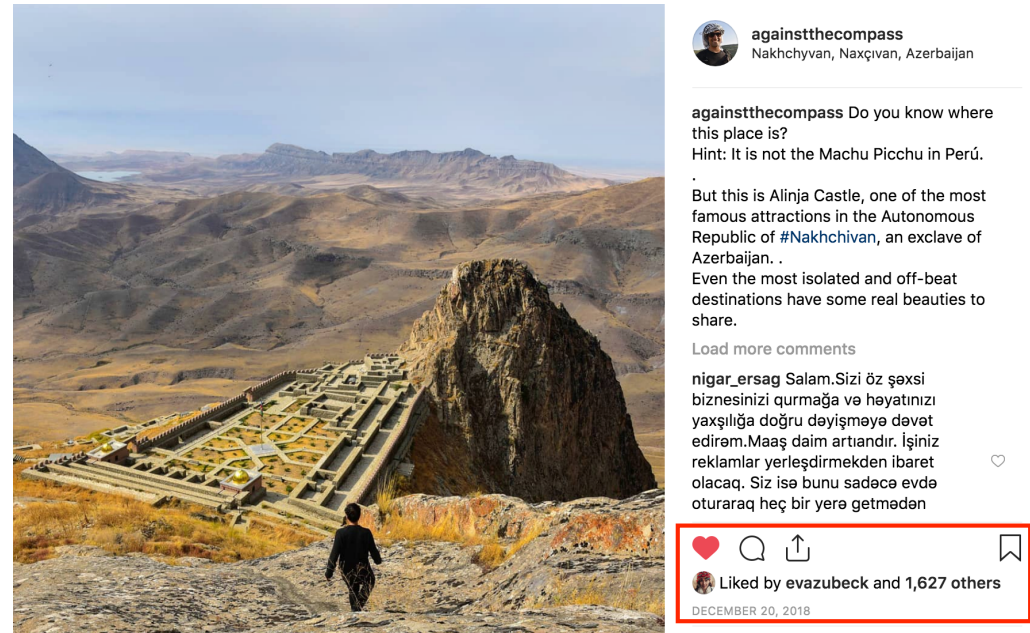 againstthecompass
Nakhchyvan, Naxçıvan, Azerbaijan
againstthecompass Do you know where
this place is?
Hint: It is not the Machu Picchu in Perú.
.
But this is Alinja Castle, one of the most
famous attractions in the Autonomous
Republic of #Nakhchivan, an exclave of
Azerbaijan. .
Even the most isolated and off-beat
destinations have some real beauties to
share.
Load more comments
nigar_ersag Salam.Sizi öz şəxsi
biznesinizi qurmağa və həyatınızı
yaxşılığa doğru dəyişməyə dəvət
edirəm.Maaş daim artıandır. İşiniz
reklamlar yerleşdirmekden ibaret
olacaq. Siz isə bunu sadəcə evdə
oturaraq heç bir yerə getmədən
Liked by evazubeck and 1,627 others
DECEMBER 20, 2018